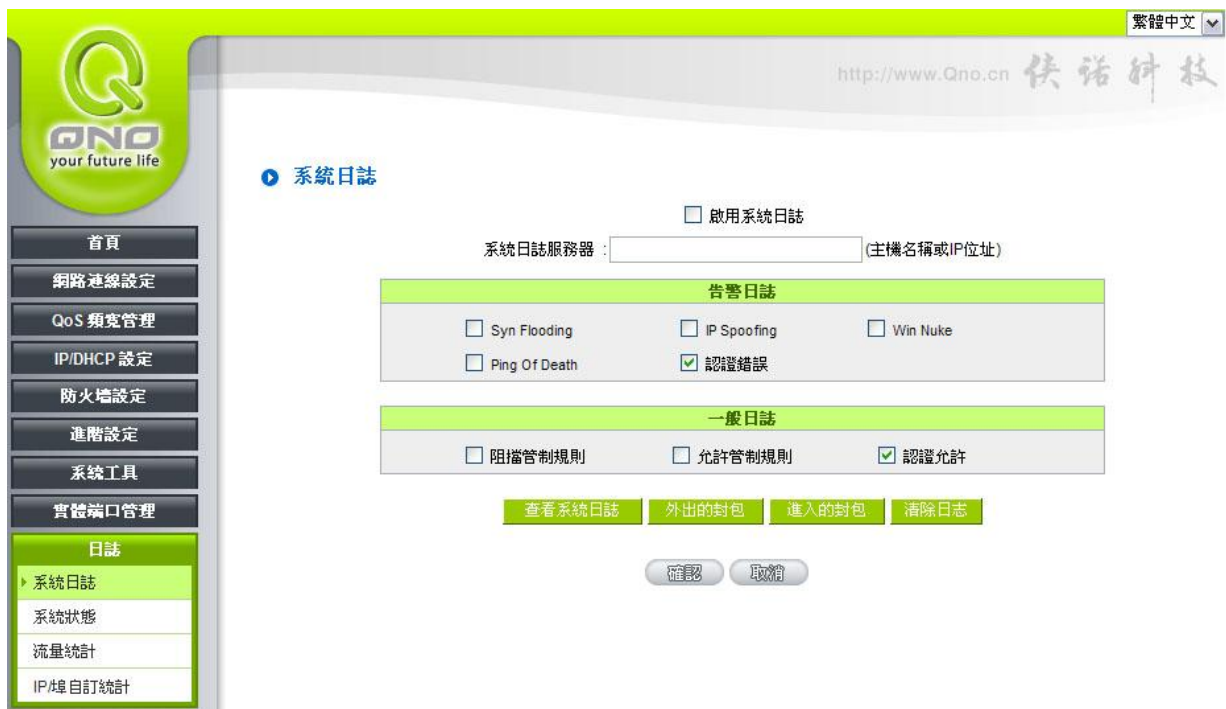 繁體中文
http://www.Qno.cn 俠諾科技
QNO
your future life
系統日誌
啟用系統日誌
系統日誌服務器 : (主機名稱或IP位址)
告警日誌
Syn Flooding IP Spoofing Win Nuke
Ping Of Death 認證錯誤
一般日誌
阻擋管制規則 允許管制規則 認證允許
查看系統日誌 外出的封包 進入的封包 清除日志
確認 取消
首頁
網路連線設定
QoS 頻寬管理
IP/DHCP 設定
防火墻設定
進階設定
系統工具
實體端口管理
日誌
系統日誌
系統狀態
流量統計
IP/埠自訂統計